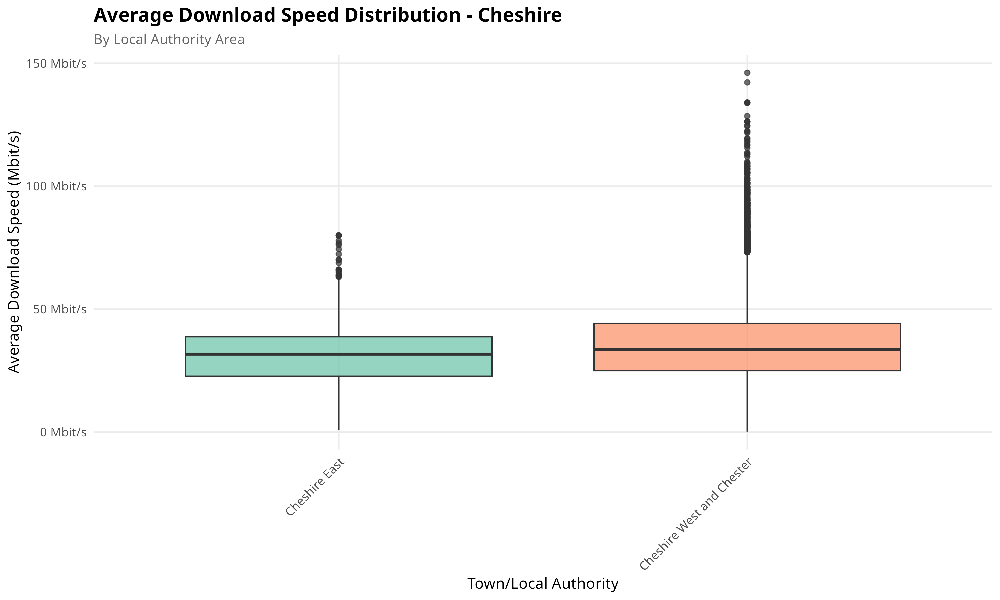 Average Download Speed Distribution - Cheshire
By Local Authority Area
Average Download Speed (Mbit/s)
150 Mbit/s
100 Mbit/s
50 Mbit/s
0 Mbit/s
Cheshire East
Cheshire West and Chester
Town/Local Authority